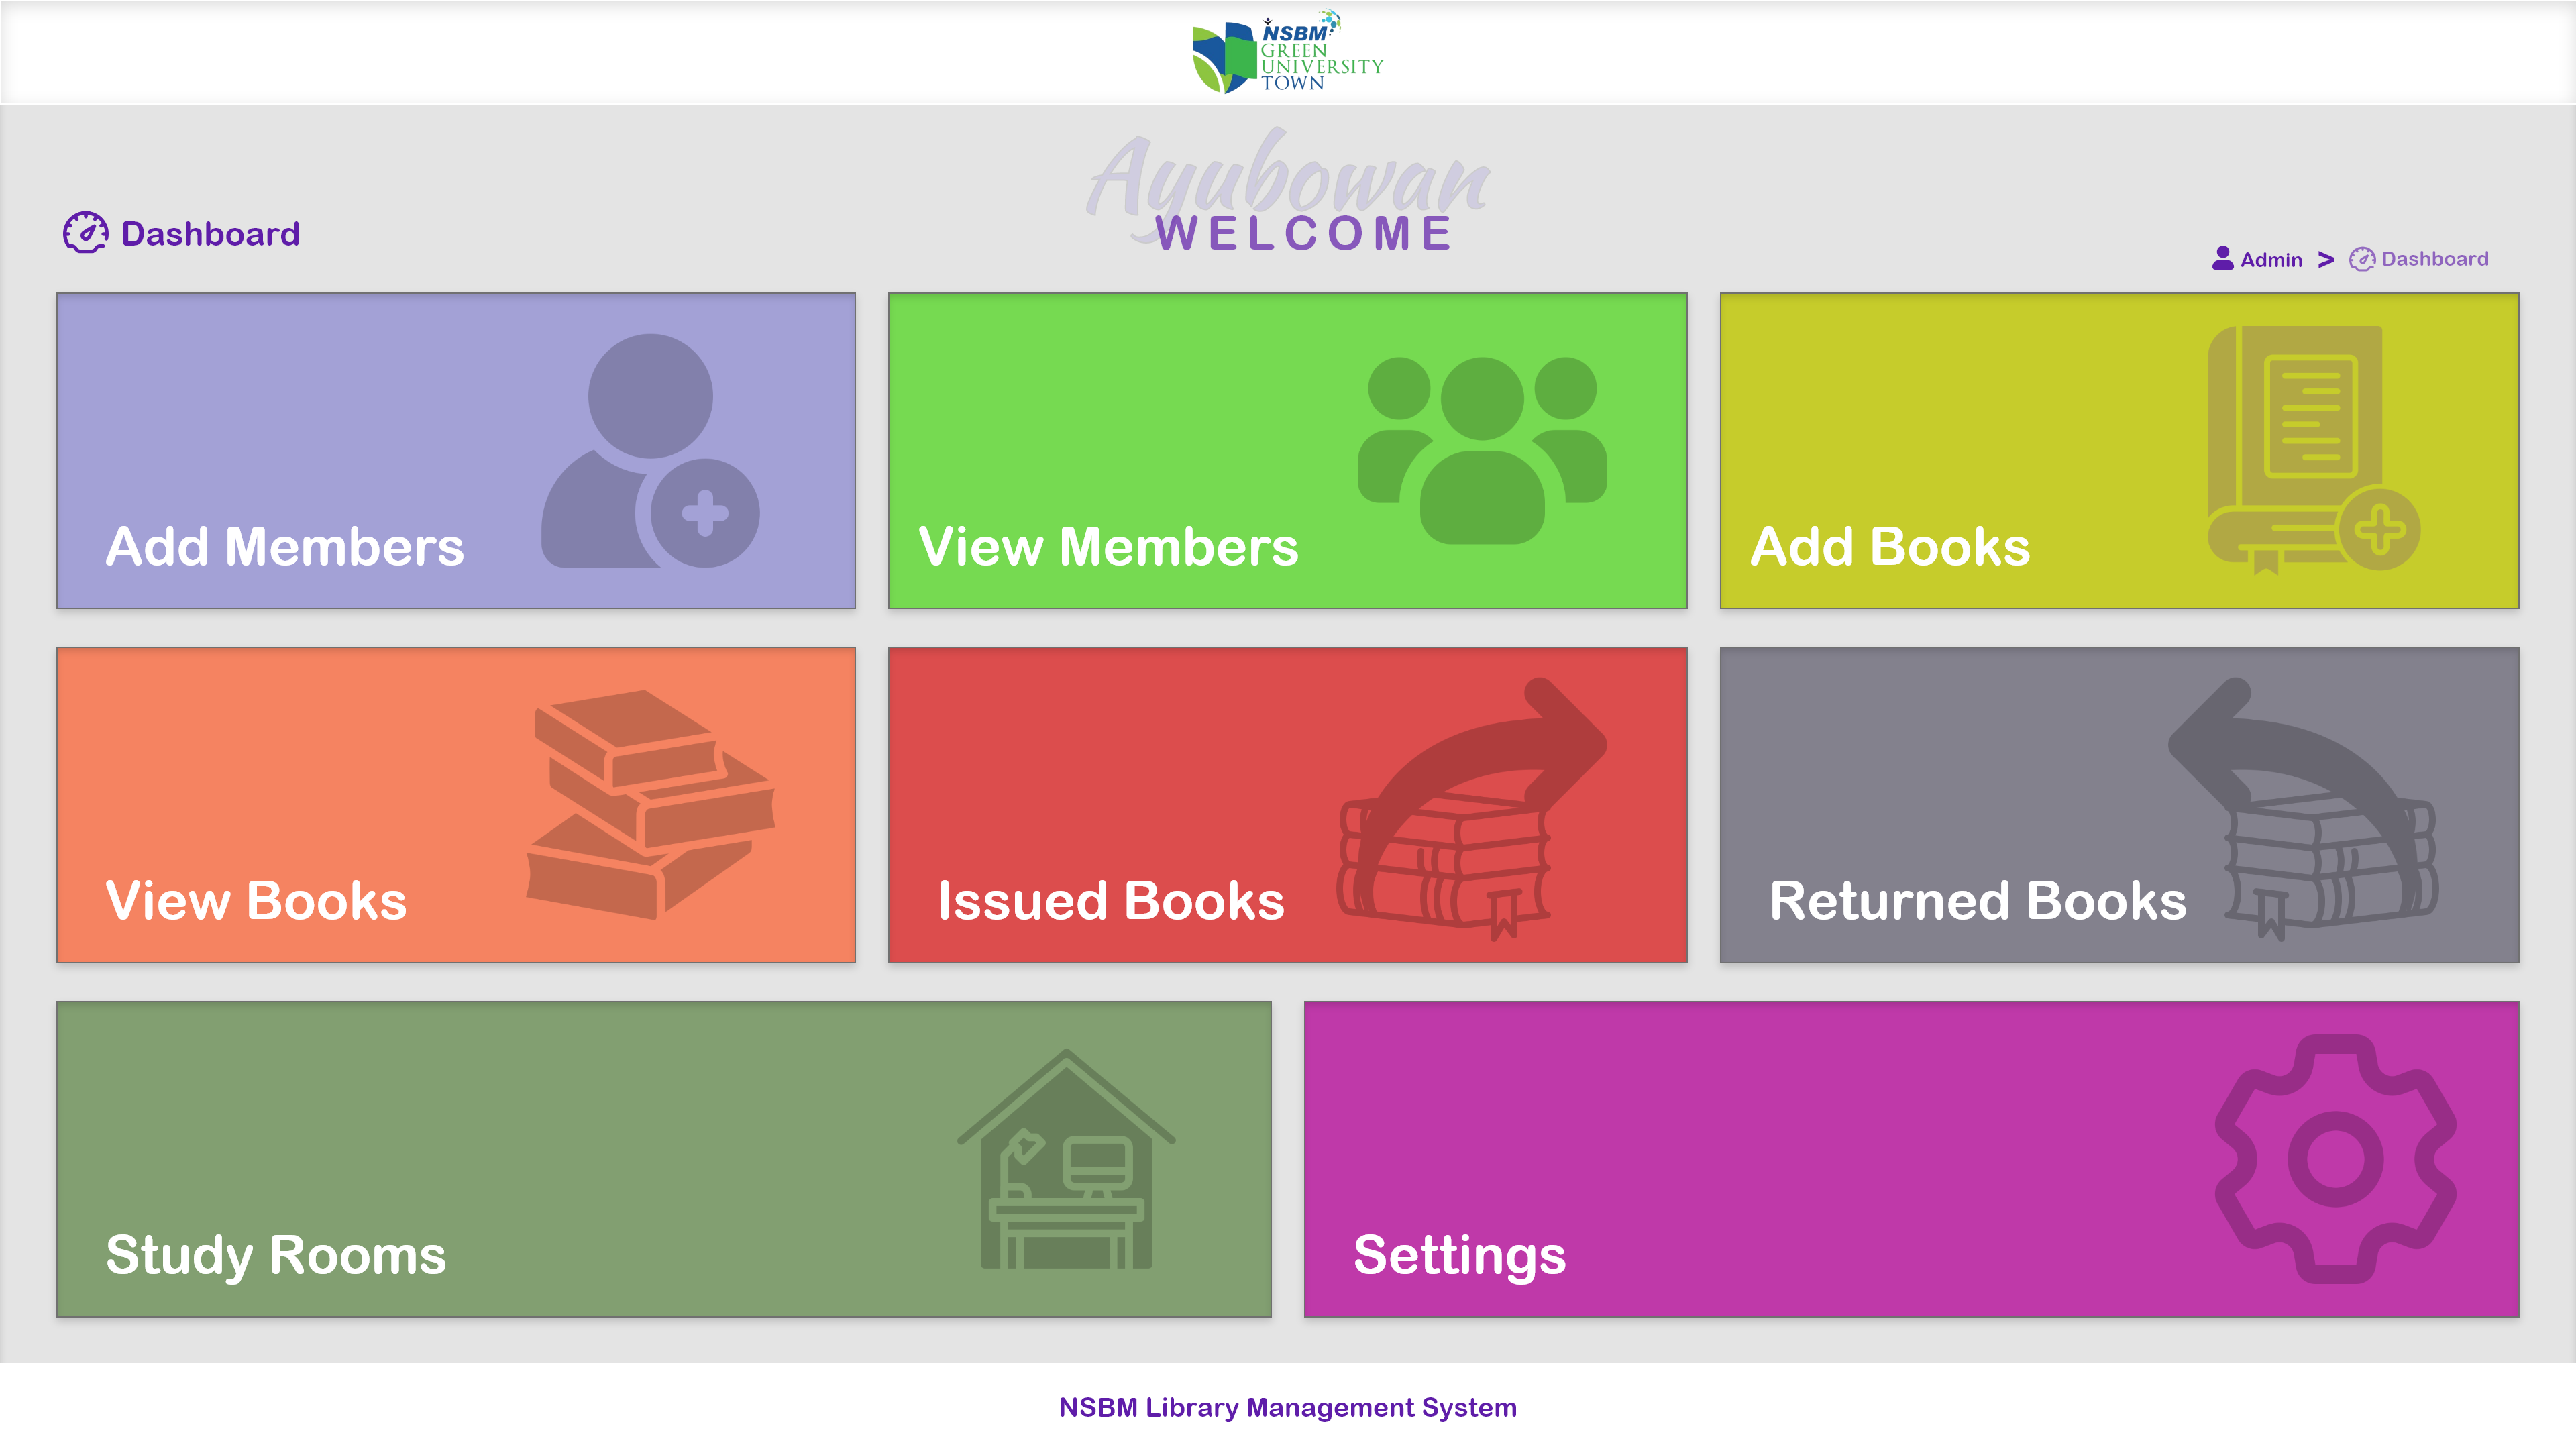 NSBM
GREEN
UNIVERSITY
TOWN
Ayubowan
WELCOME
Dashboard
Admin > Dashboard
Add Members
View Members
Add Books
View Books
Issued Books
Returned Books
Study Rooms
Settings
NSBM Library Management System